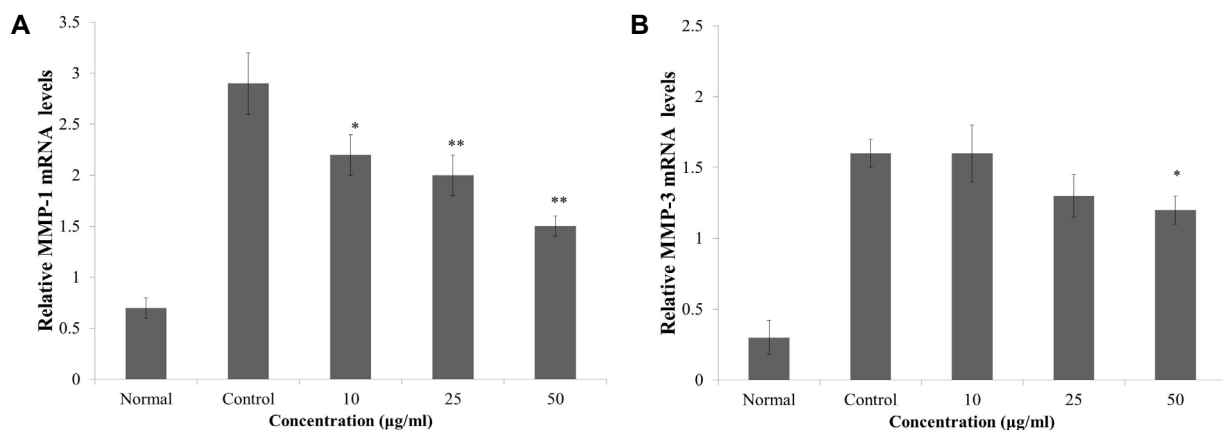 A
Relative MMP-1 mRNA levels
3.5
3
2.5
2
1.5
1
0.5
0
*
**
**
Normal Control 10 25 50
Concentration (µg/ml)
B
Relative MMP-3 mRNA levels
2.5
2
1.5
1
0.5
0
*
Normal Control 10 25 50
Concentration (µg/ml)